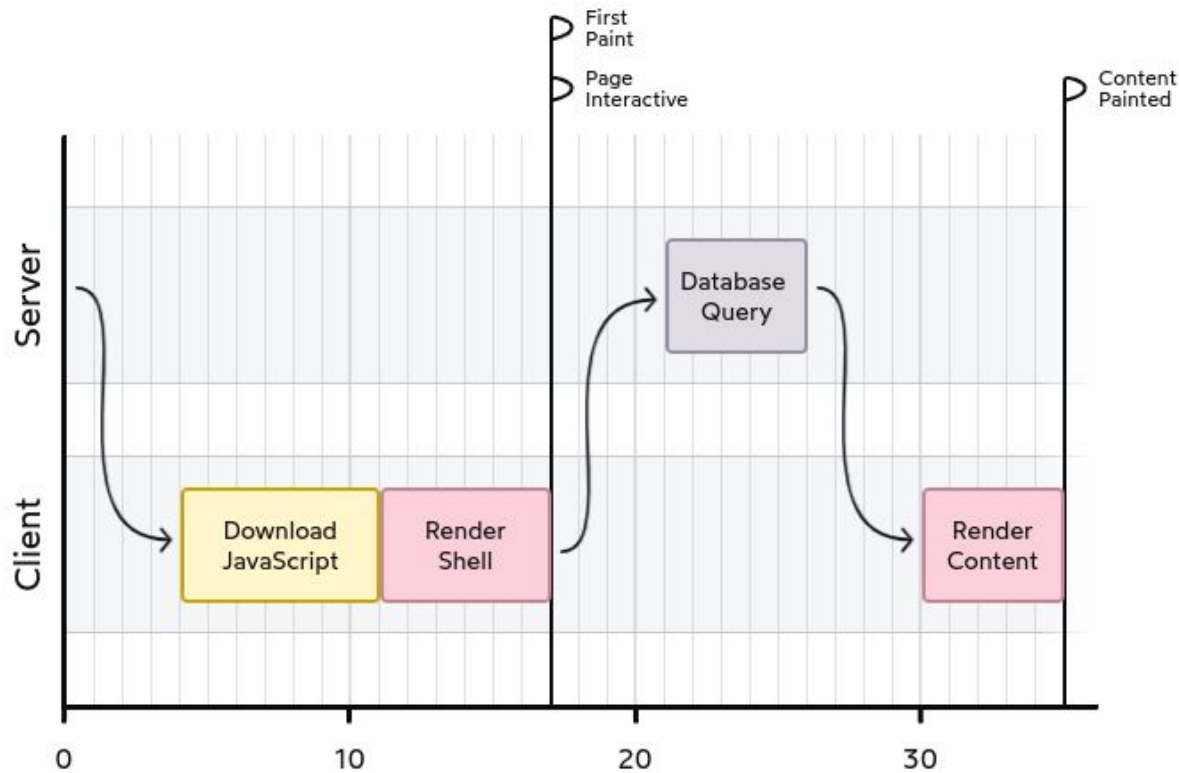 First
Paint
Page
Interactive
Content
Painted
Server
Database
Query
Client
Download
JavaScript
Render
Shell
Render
Content
0
10
20
30